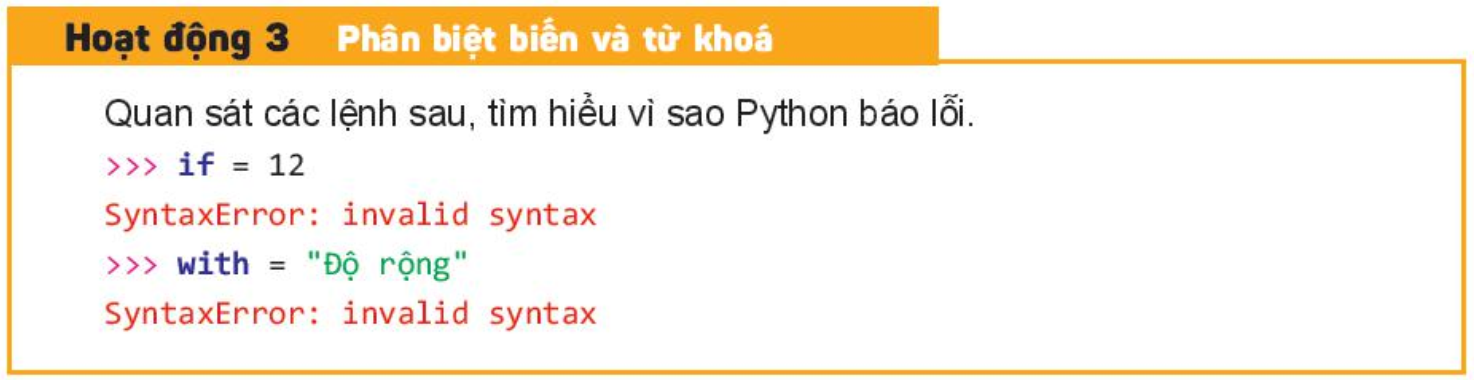 Hoạt động 3 Phân biệt biến và từ khoá
Quan sát các lệnh sau, tìm hiểu vì sao Python báo lỗi.
>>> if = 12
SyntaxError: invalid syntax
>>> with = "Độ rộng"
SyntaxError: invalid syntax